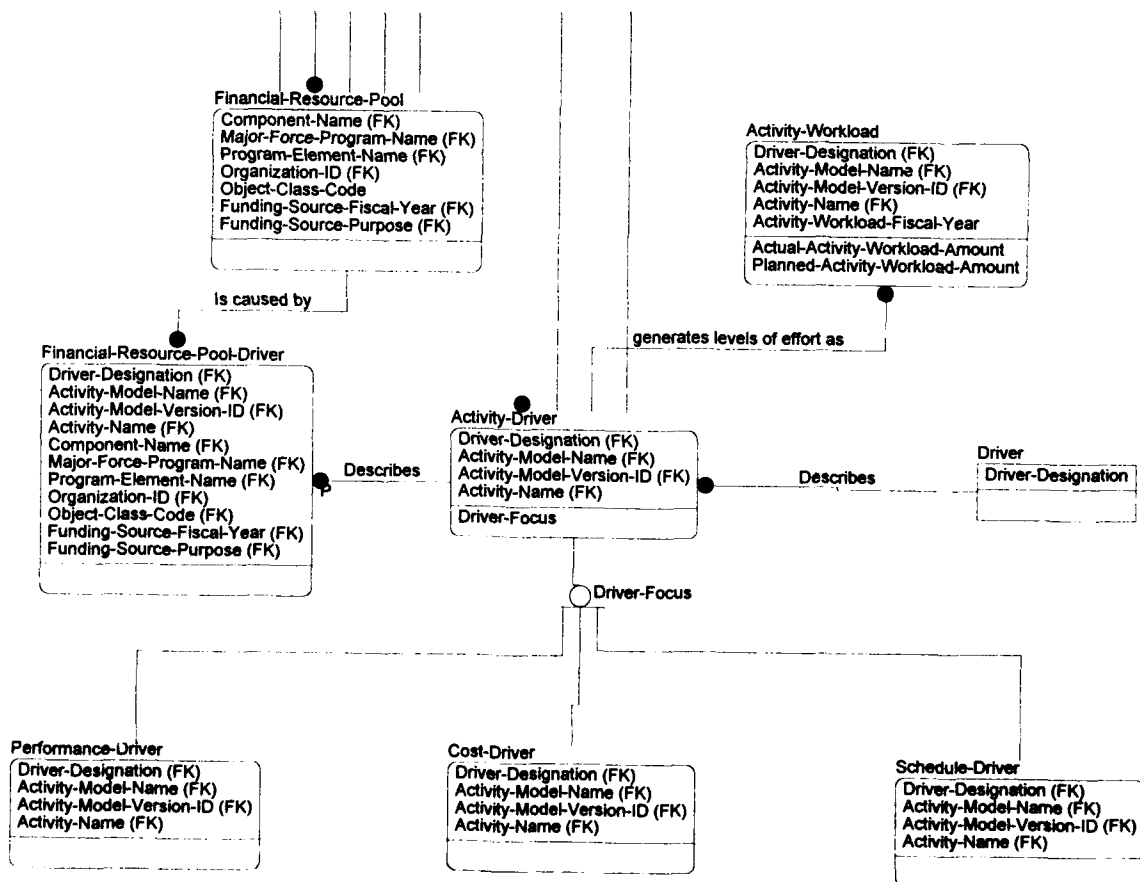 Financial-Resource-Pool
Component-Name (FK)
Major-Force-Program-Name (FK)
Program-Element-Name (FK)
Organization-ID (FK)
Object-Class-Code
Funding-Source-Fiscal-Year (FK)
Funding-Source-Purpose (FK)
Activity-Workload
Driver-Designation (FK)
Activity-Model-Name (FK)
Activity-Model-Version-ID (FK)
Activity-Name (FK)
Activity-Workload-Fiscal-Year
Actual-Activity-Workload-Amount
Planned-Activity-Workload-Amount
Is caused by
generates levels of effort as
Financial-Resource-Pool-Driver
Driver-Designation (FK)
Activity-Model-Name (FK)
Activity-Model-Version-ID (FK)
Activity-Name (FK)
Component-Name (FK)
Major-Force-Program-Name (FK)
Program-Element-Name (FK)
Organization-ID (FK)
Object-Class-Code (FK)
Funding-Source-Fiscal-Year (FK)
Funding-Source-Purpose (FK)
P
Describes
Activity-Driver
Driver-Designation (FK)
Activity-Model-Name (FK)
Activity-Model-Version-ID (FK)
Activity-Name (FK)
Driver-Focus
Describes
Driver
Driver-Designation
Driver-Focus
Performance-Driver
Driver-Designation (FK)
Activity-Model-Name (FK)
Activity-Model-Version-ID (FK)
Activity-Name (FK)
Cost-Driver
Driver-Designation (FK)
Activity-Model-Name (FK)
Activity-Model-Version-ID (FK)
Activity-Name (FK)
Schedule-Driver
Driver-Designation (FK)
Activity-Model-Name (FK)
Activity-Model-Version-ID (FK)
Activity-Name (FK)